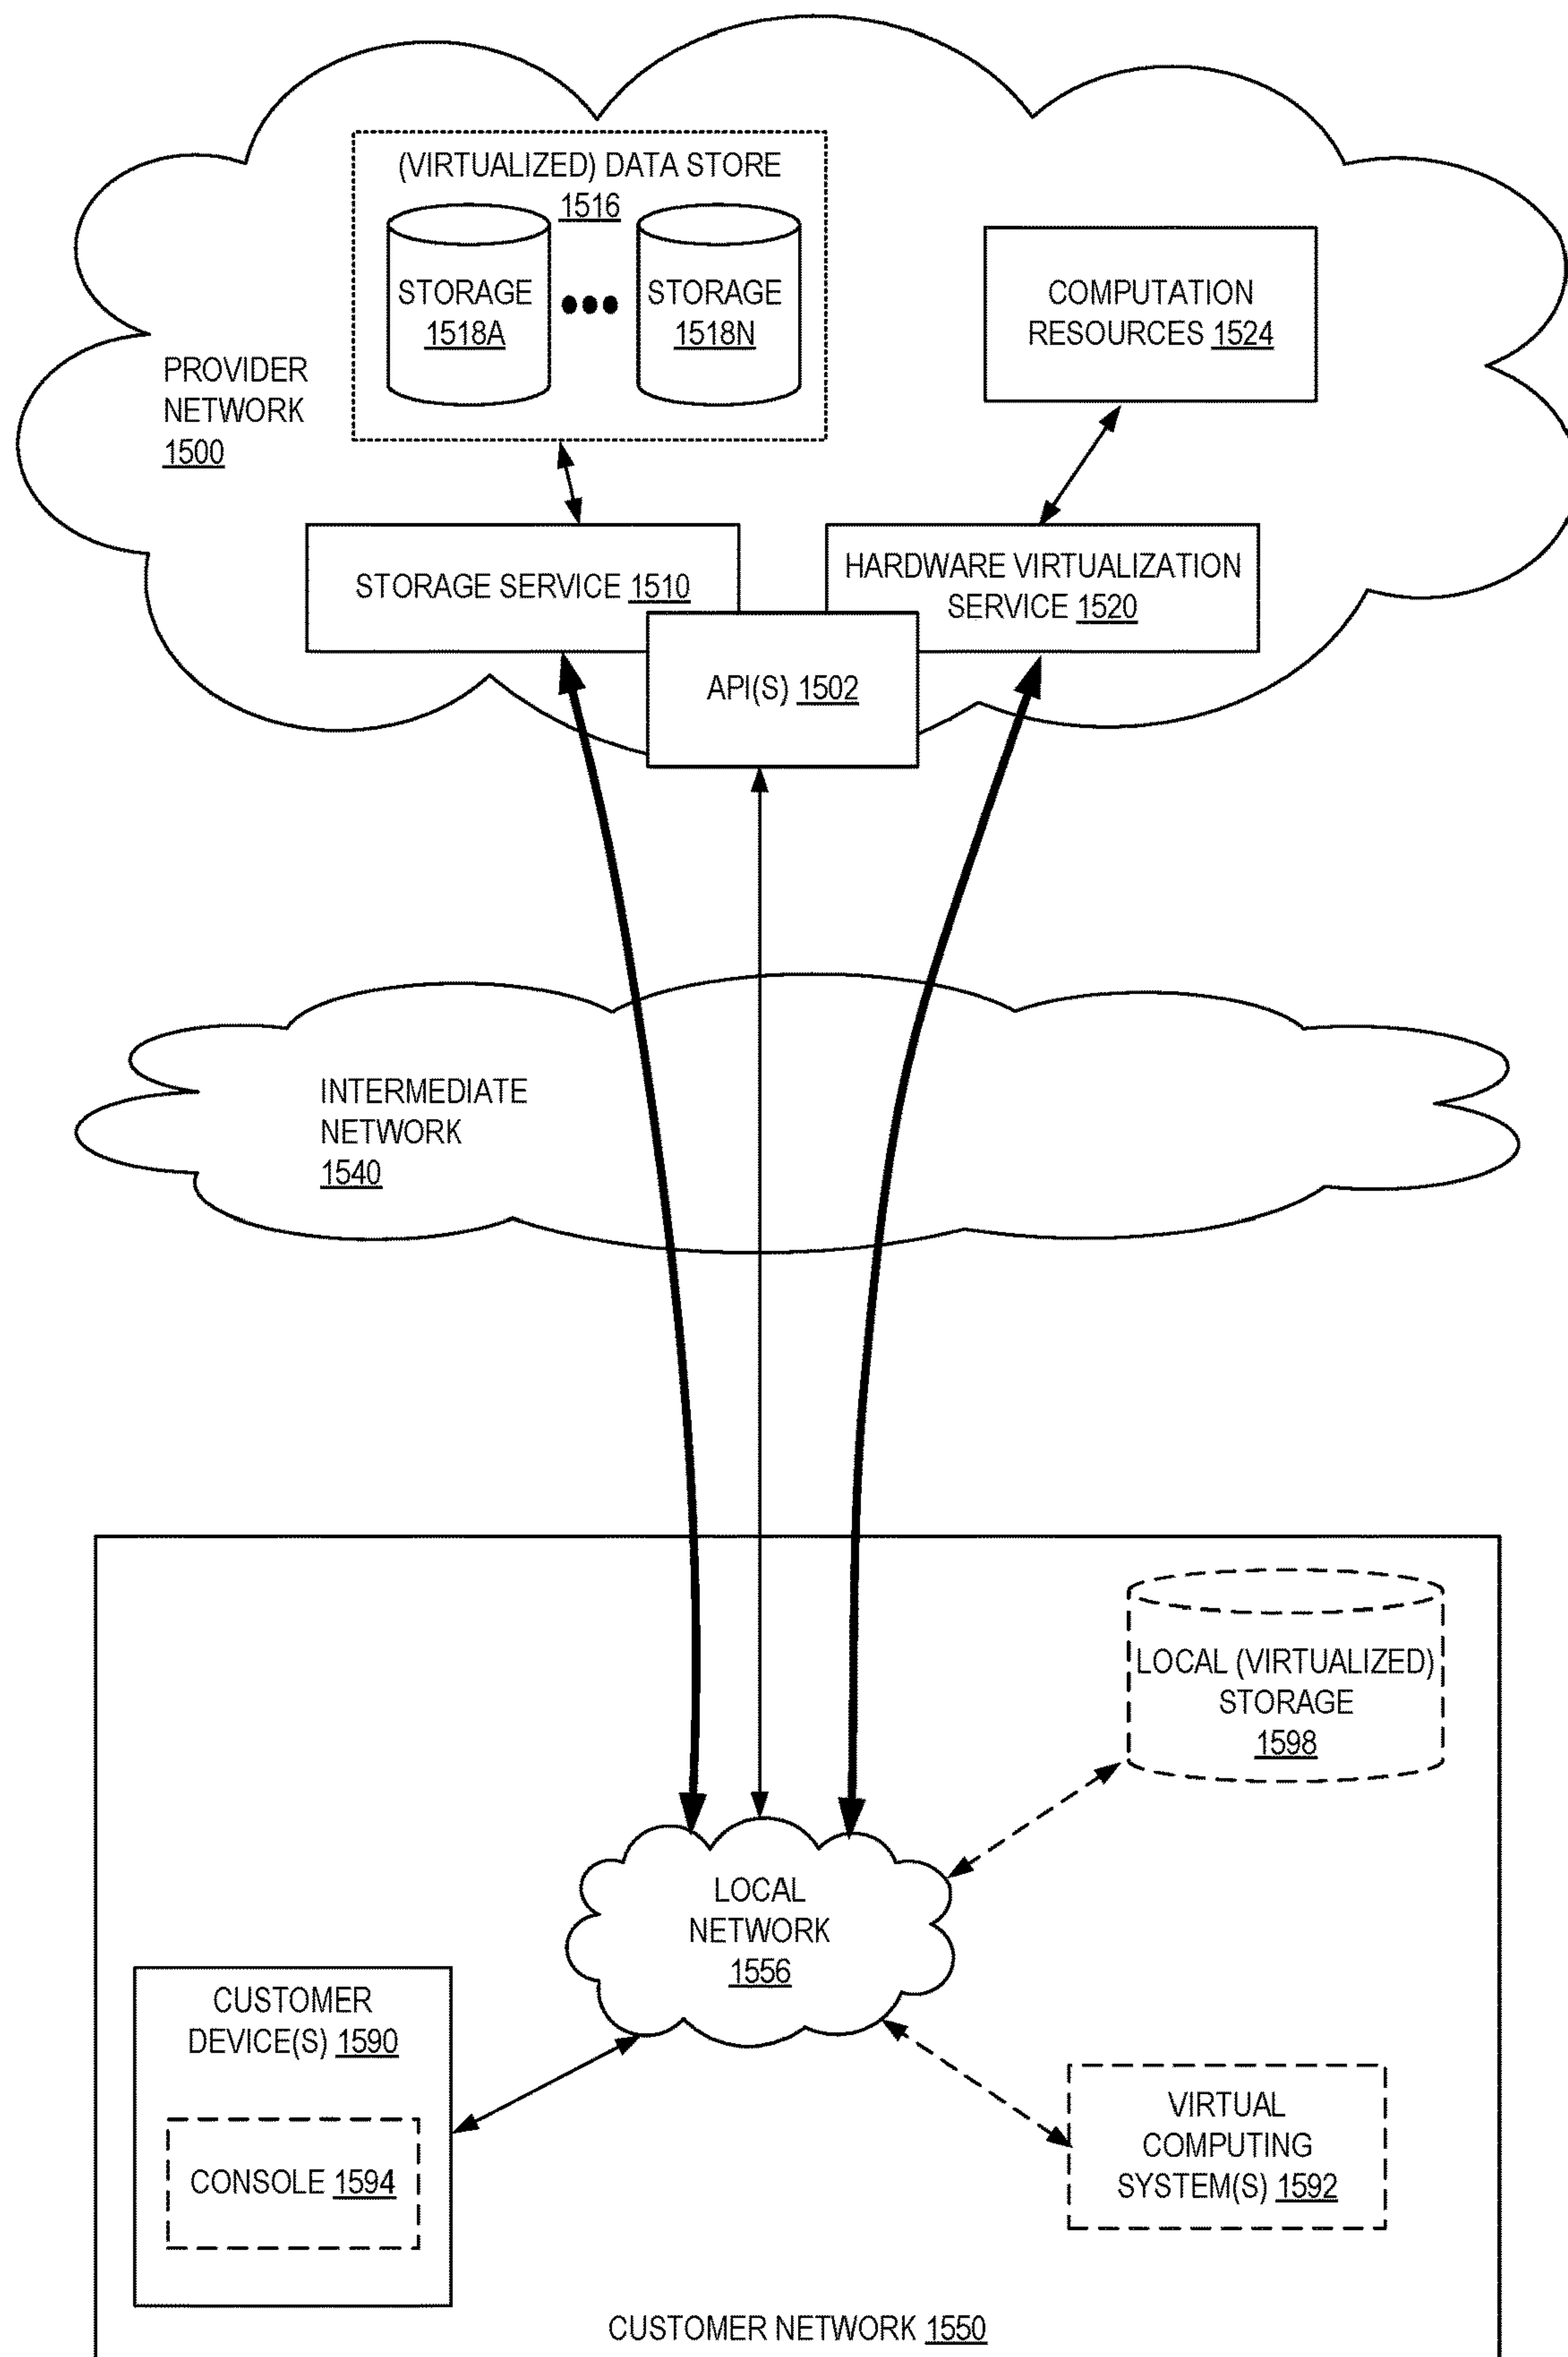 (VIRTUALIZED) DATA STORE
1516
STORAGE
1518A
STORAGE
1518N
COMPUTATION
RESOURCES 1524
PROVIDER
NETWORK
1500
STORAGE SERVICE 1510
HARDWARE VIRTUALIZATION
SERVICE 1520
API(S) 1502
INTERMEDIATE
NETWORK
1540
LOCAL (VIRTUALIZED)
STORAGE
1598
LOCAL
NETWORK
1556
CUSTOMER
DEVICE(S) 1590
CONSOLE 1594
VIRTUAL
COMPUTING
SYSTEM(S) 1592
CUSTOMER NETWORK 1550